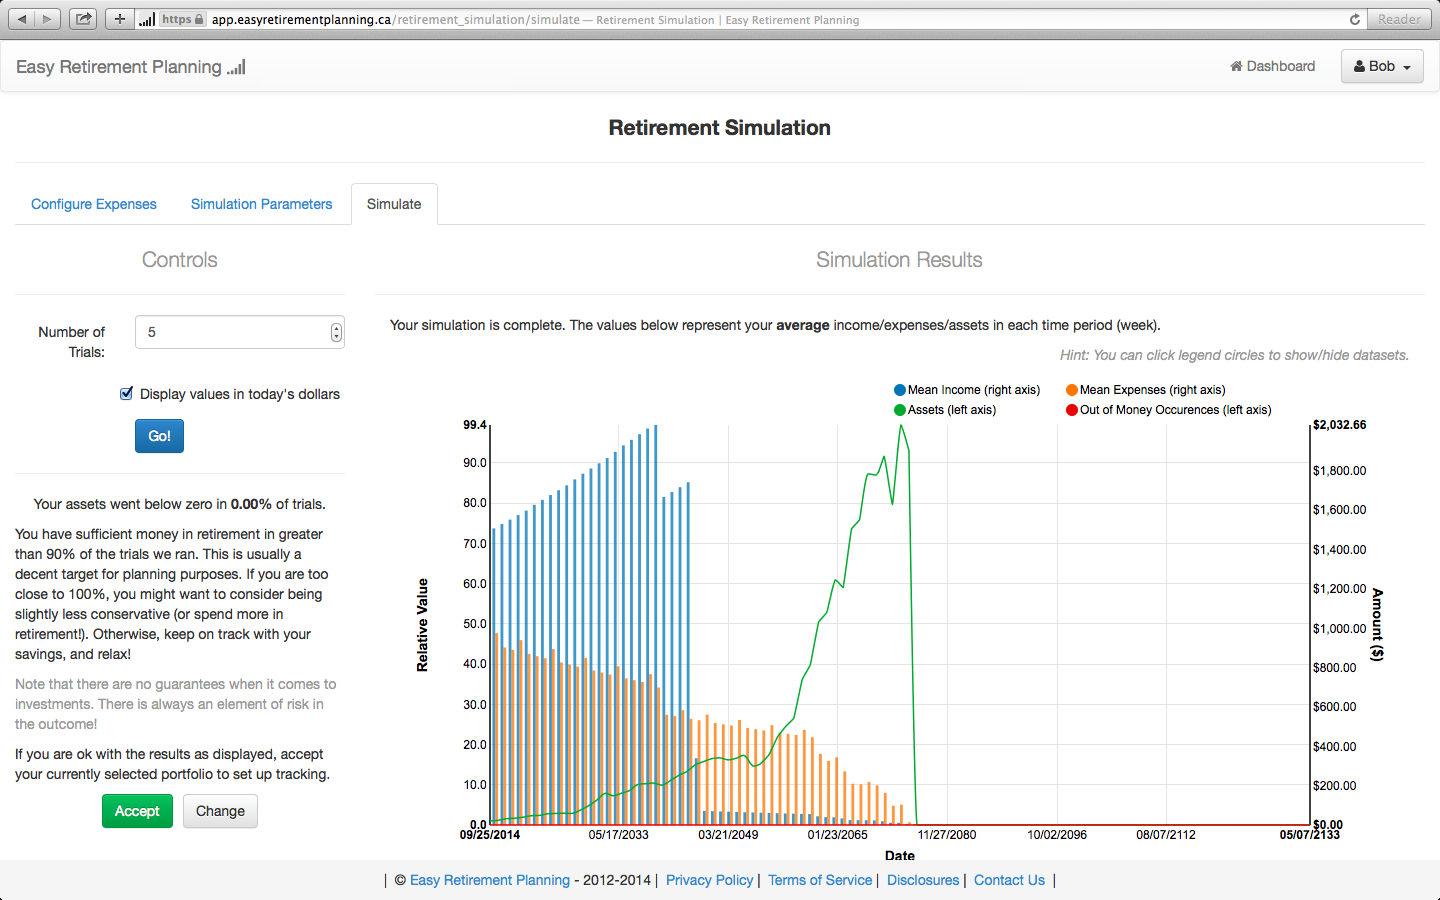 https app.easyretirementplanning.ca/retirement_simulation/simulate — Retirement Simulation | Easy Retirement Planning
Reader
Easy Retirement Planning
Dashboard
Bob
Retirement Simulation
Configure Expenses
Simulation Parameters
Simulate
Controls
Number of Trials:
5
Display values in today's dollars
Go!
Your assets went below zero in 0.00% of trials.
You have sufficient money in retirement in greater
than 90% of the trials we ran. This is usually a
decent target for planning purposes. If you are too
close to 100%, you might want to consider being
slightly less conservative (or spend more in
retirement!). Otherwise, keep on track with your
savings, and relax!
Note that there are no guarantees when it comes to
investments. There is always an element of risk in
the outcome!
If you are ok with the results as displayed, accept
your currently selected portfolio to set up tracking.
Accept
Change
Simulation Results
Your simulation is complete. The values below represent your average income/expenses/assets in each time period (week).
Hint: You can click legend circles to show/hide datasets.
Mean Income (right axis)
Mean Expenses (right axis)
Assets (left axis)
Out of Money Occurences (left axis)
99.4
90.0
80.0
70.0
60.0
50.0
40.0
30.0
20.0
10.0
0.0
Relative Value
$2,032.66
$1,800.00
$1,600.00
$1,400.00
$1,200.00
$1,000.00
$800.00
$600.00
$400.00
$200.00
$0.00
Amount ($)
09/25/2014
05/17/2033
03/21/2049
01/23/2065
11/27/2080
10/02/2096
08/07/2112
05/07/2133
Date
| © Easy Retirement Planning - 2012-2014 | Privacy Policy | Terms of Service | Disclosures | Contact Us |